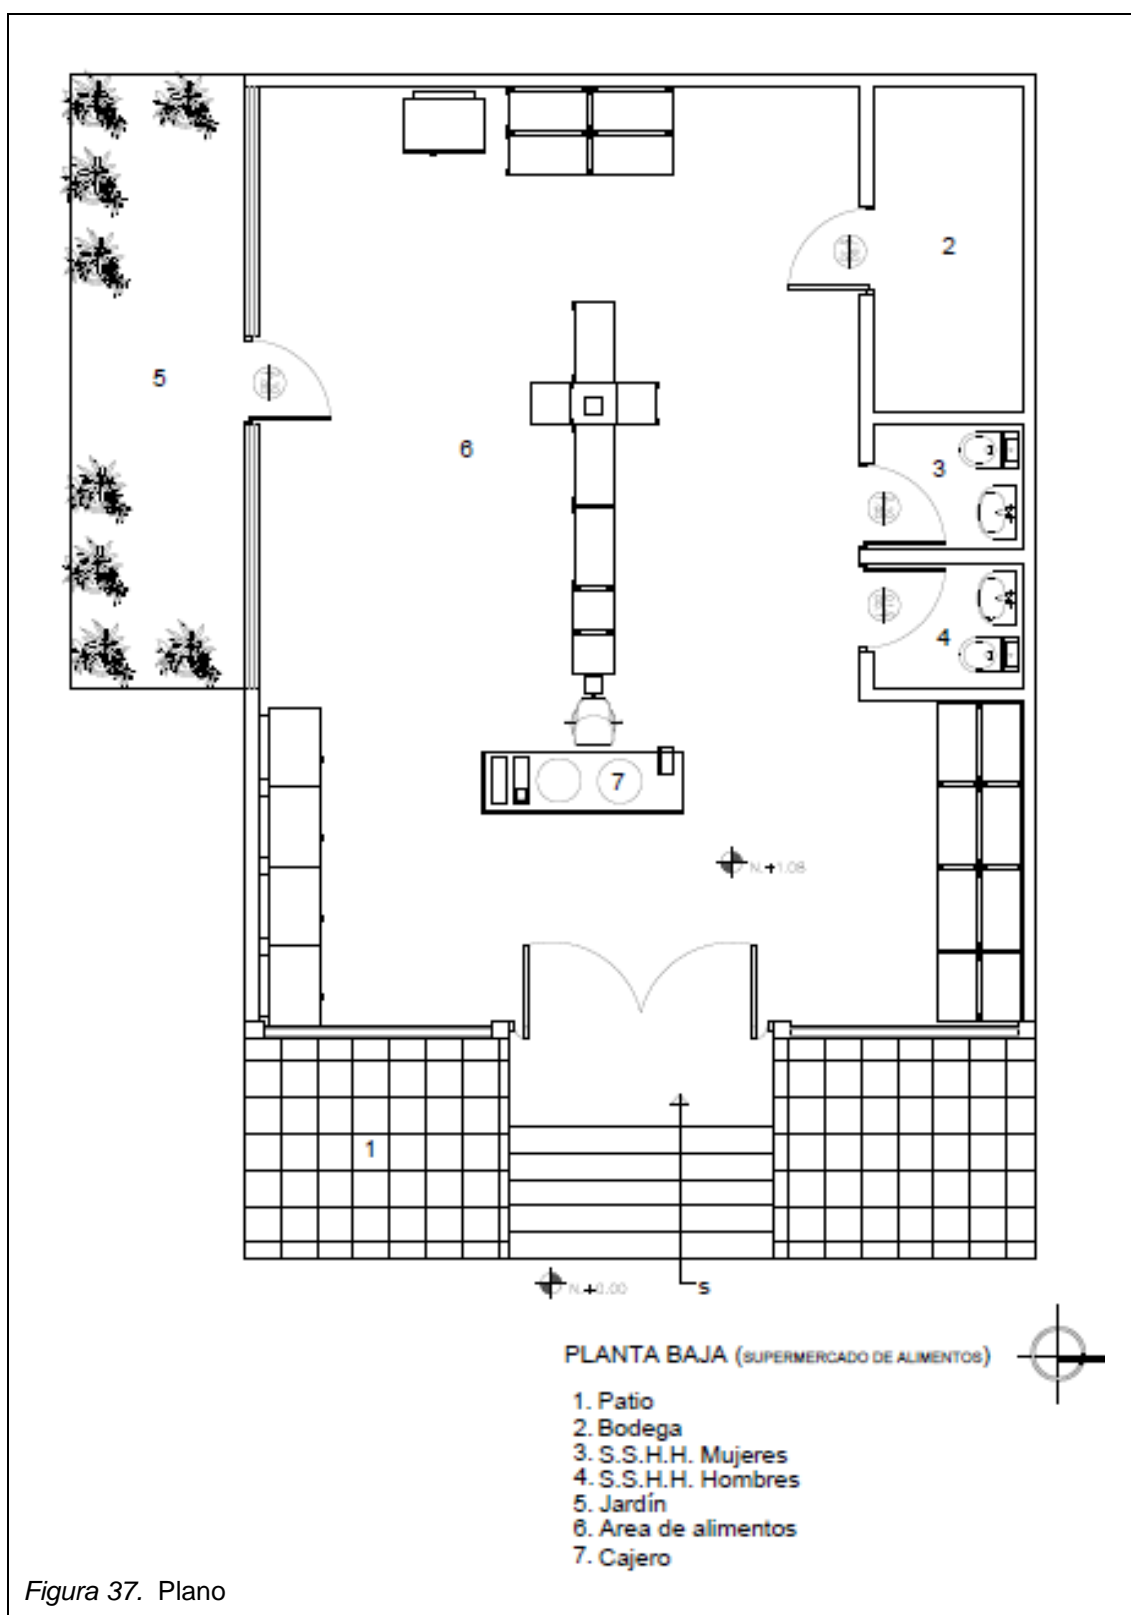 2
5
6
3
4
7
N.+1.08
1
N.+0.00
s
PLANTA BAJA (SUPERMERCADO DE ALIMENTOS)
1. Patio
2. Bodega
3. S.S.H.H. Mujeres
4. S.S.H.H. Hombres
5. Jardín
6. Area de alimentos
7. Cajero
Figura 37. Plano